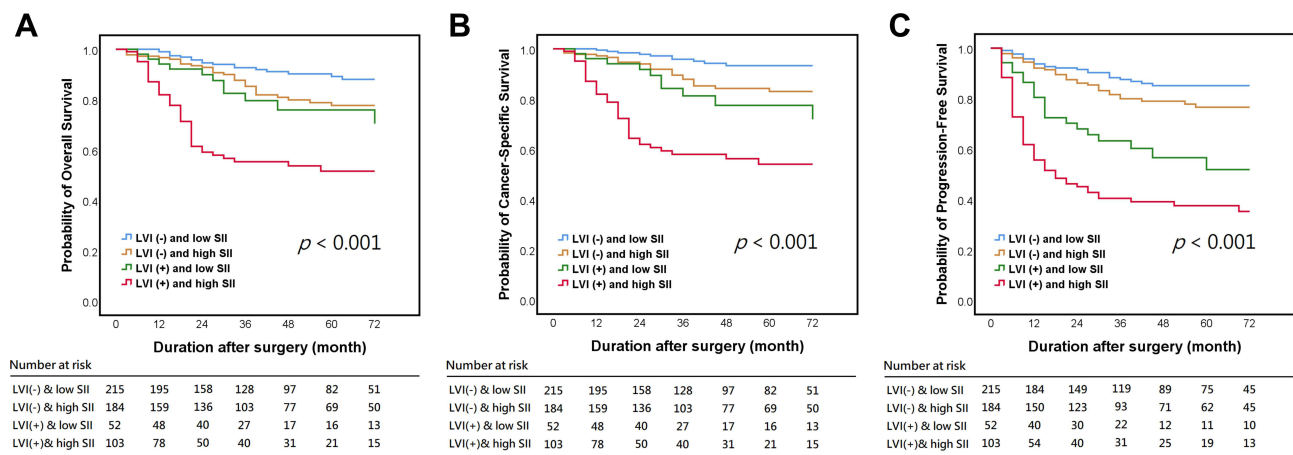 A
Probability of Overall Survival
1.0
0.8
0.6
0.4
0.2
0.0
LVI (-) and low SII
LVI (-) and high SII
LVI (+) and low SII
LVI (+) and high SII
p < 0.001
0 12 24 36 48 60 72
Duration after surgery (month)
Number at risk
LVI(-) & low SII 215 195 158 128 97 82 51
LVI(-) & high SII 184 159 136 103 77 69 50
LVI(+) & low SII 52 48 40 27 17 16 13
LVI(+)& high SII 103 78 50 40 31 21 15
B
Probability of Cancer-Specific Survival
1.0
0.8
0.6
0.4
0.2
0.0
LVI (-) and low SII
LVI (-) and high SII
LVI (+) and low SII
LVI (+) and high SII
p < 0.001
0 12 24 36 48 60 72
Duration after surgery (month)
Number at risk
LVI(-) & low SII 215 195 158 128 97 82 51
LVI(-) & high SII 184 159 136 103 77 69 50
LVI(+) & low SII 52 48 40 27 17 16 13
LVI(+)& high SII 103 78 50 40 31 21 15
C
Probability of Progression-Free Survival
1.0
0.8
0.6
0.4
0.2
0.0
LVI (-) and low SII
LVI (-) and high SII
LVI (+) and low SII
LVI (+) and high SII
p < 0.001
0 12 24 36 48 60 72
Duration after surgery (month)
Number at risk
LVI(-) & low SII 215 184 149 119 89 75 45
LVI(-) & high SII 184 150 123 93 71 62 45
LVI(+) & low SII 52 40 30 22 12 11 10
LVI(+)& high SII 103 54 40 31 25 19 13